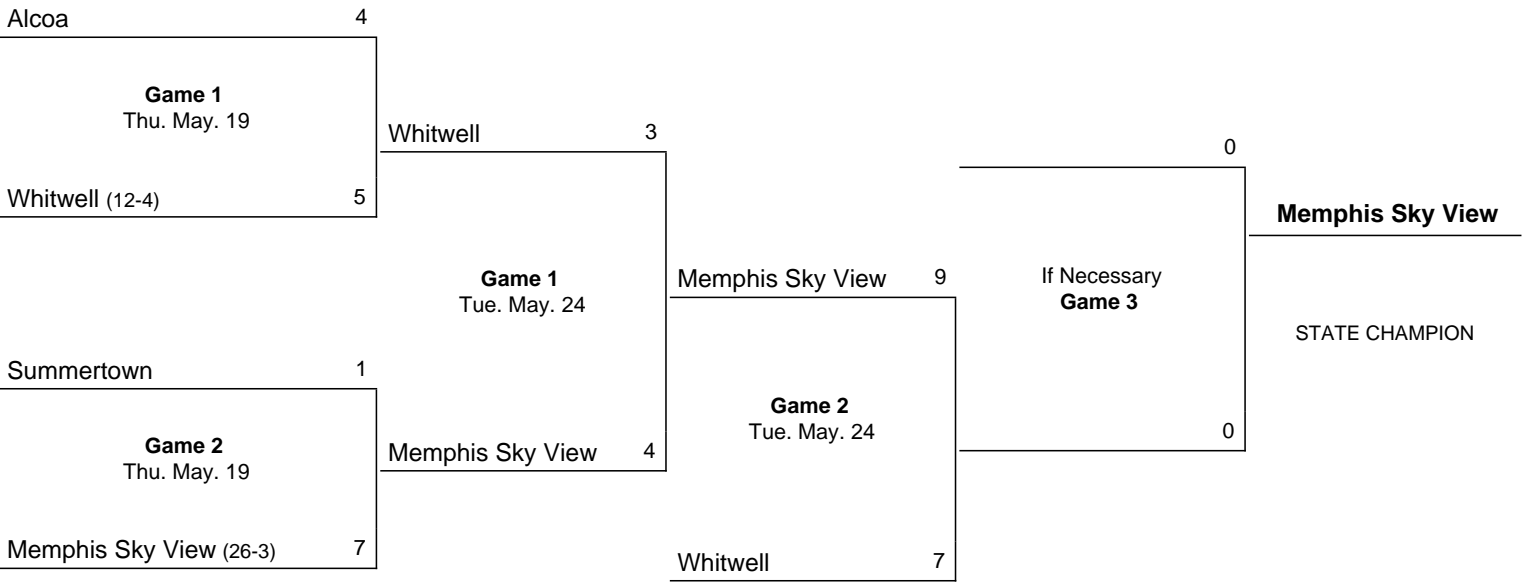 Alcoa 4
Game 1
Thu. May. 19
Whitwell (12-4) 5
Summertown 1
Game 2
Thu. May. 19
Memphis Sky View (26-3) 7
Whitwell 3
Game 1
Tue. May. 24
Memphis Sky View 4
Memphis Sky View 9
Game 2
Tue. May. 24
Whitwell 7
0
If Necessary
Game 3
0
Memphis Sky View
STATE CHAMPION